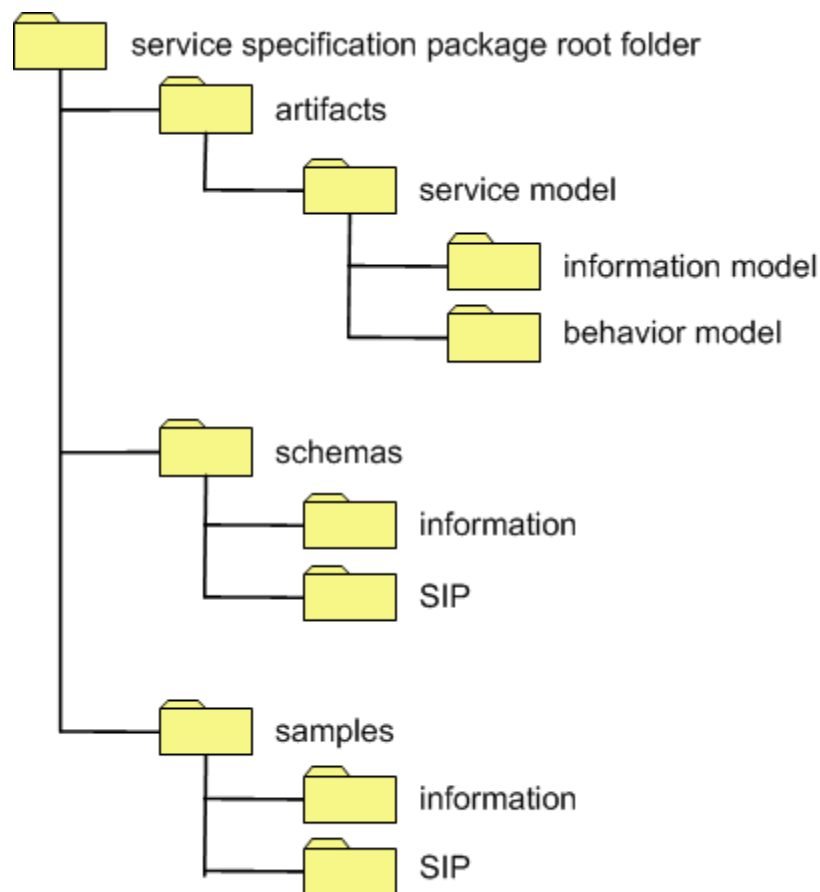 service specification package root folder
artifacts
service model
information model
behavior model
schemas
information
SIP
samples
information
SIP